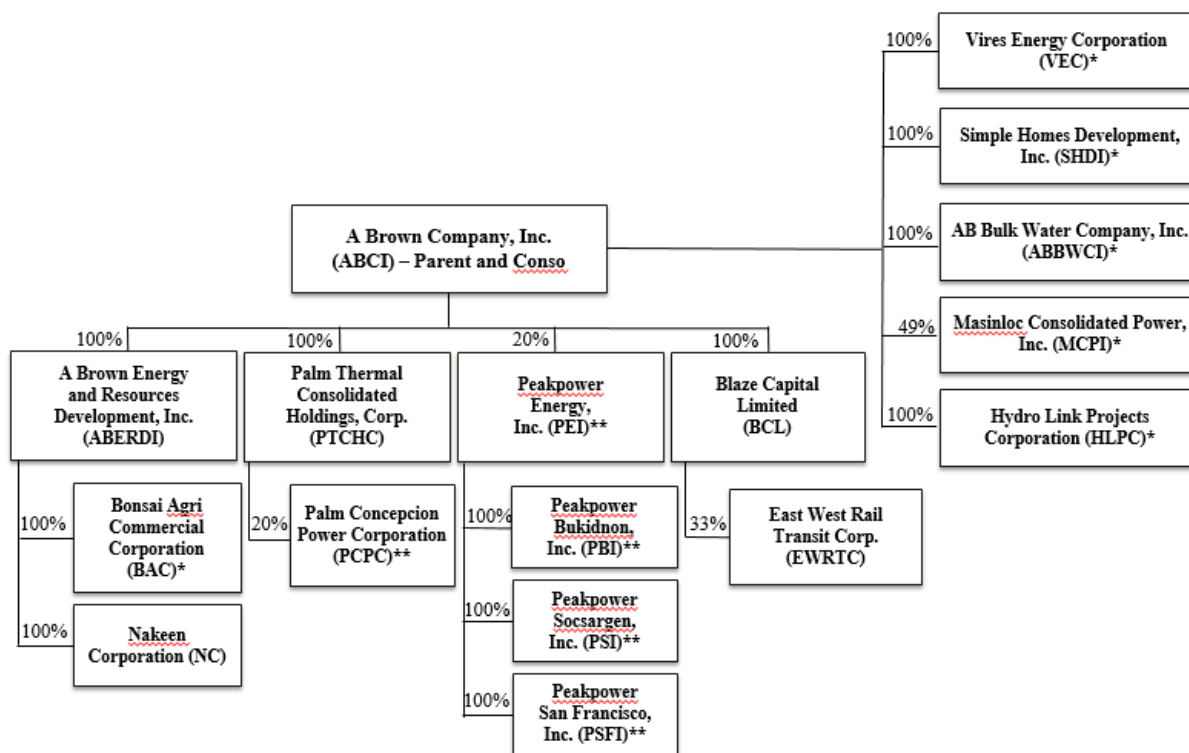 100%
Vires Energy Corporation
(VEC)*
100%
Simple Homes Development,
Inc. (SHDI)*
A Brown Company, Inc.
(ABCI) – Parent and Conso
100%
AB Bulk Water Company, Inc.
(ABBWCI)*
49%
Masinloc Consolidated Power,
Inc. (MCPI)*
100%
Hydro Link Projects
Corporation (HLPC)*
100%
A Brown Energy
and Resources
Development, Inc.
(ABERDI)
100%
Palm Thermal
Consolidated
Holdings, Corp.
(PTCHC)
20%
Peakpower
Energy,
Inc. (PEI)**
100%
Blaze Capital
Limited
(BCL)
100%
Bonsai Agri
Commercial
Corporation
(BAC)*
20%
Palm Concepcion
Power Corporation
(PCPC)**
100%
Peakpower
Bukidnon,
Inc. (PBI)**
33%
East West Rail
Transit Corp.
(EWRTC)
100%
Nakeen
Corporation (NC)
100%
Peakpower
Socsargen,
Inc. (PSI)**
100%
Peakpower
San Francisco,
Inc. (PSFI)**